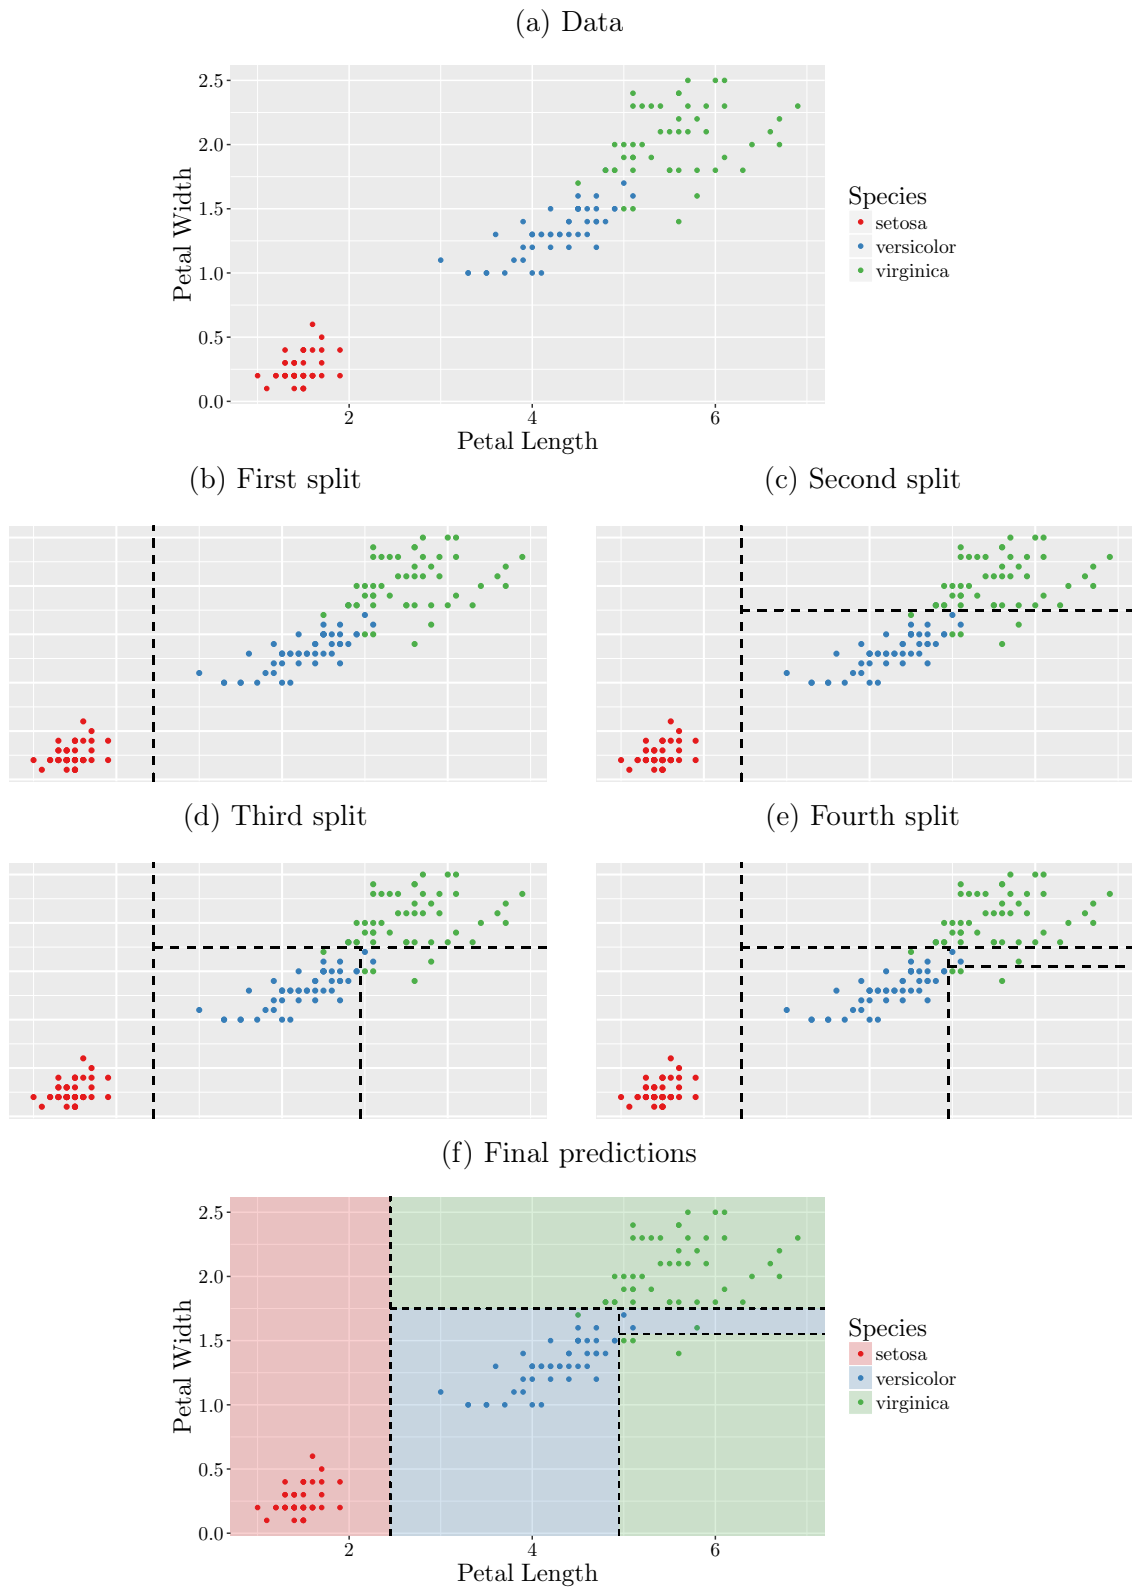 (a) Data
2.5
2.0
1.5
1.0
0.5
0.0
Petal Width
2 4 6
Petal Length
Species
setosa
versicolor
virginica
(b) First split
(c) Second split
(d) Third split
(e) Fourth split
(f) Final predictions
2.5
2.0
1.5
1.0
0.5
0.0
Petal Width
2 4 6
Petal Length
Species
setosa
versicolor
virginica